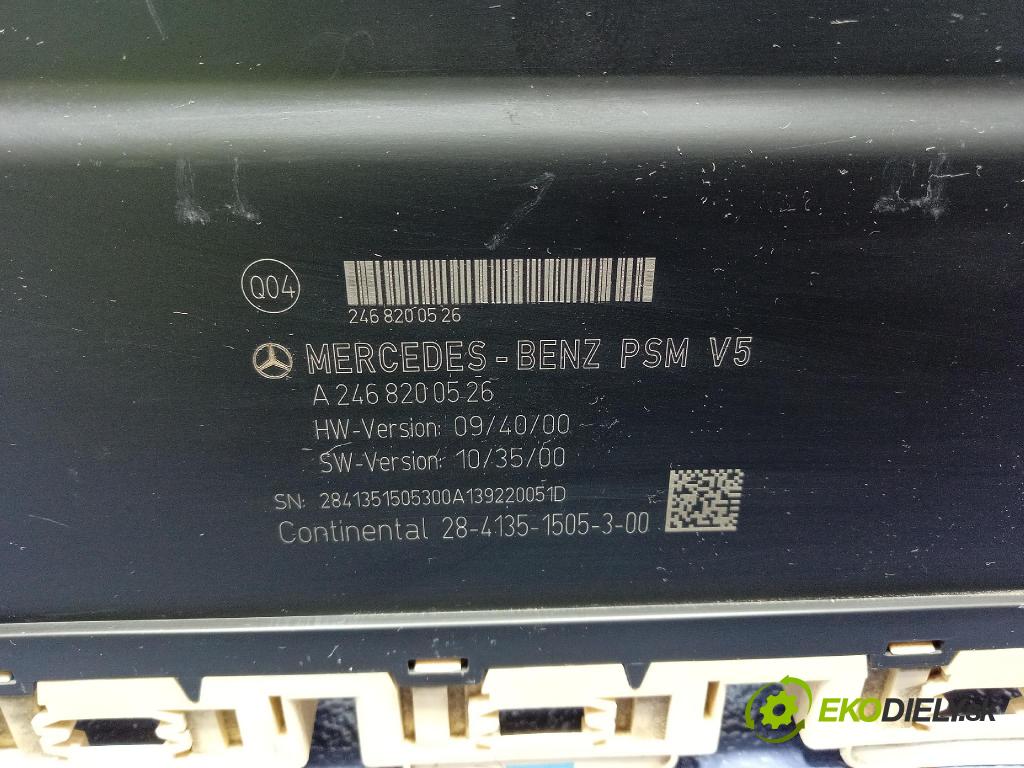 Q04
246 820 05 26
MERCEDES-BENZ PSM V5
A 246 820 05 26
HW-Version: 09/40/00
SW-Version: 10/35/00
SN: 2841351505300A139220051D
Continental 28-4135-1505-3-00
EKODIELY.SK